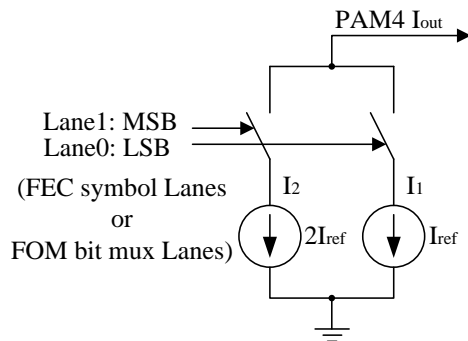 PAM4 Iout
Lane1: MSB
Lane0: LSB
(FEC symbol Lanes
or
FOM bit mux Lanes)
I2
I1
2Iref
Iref